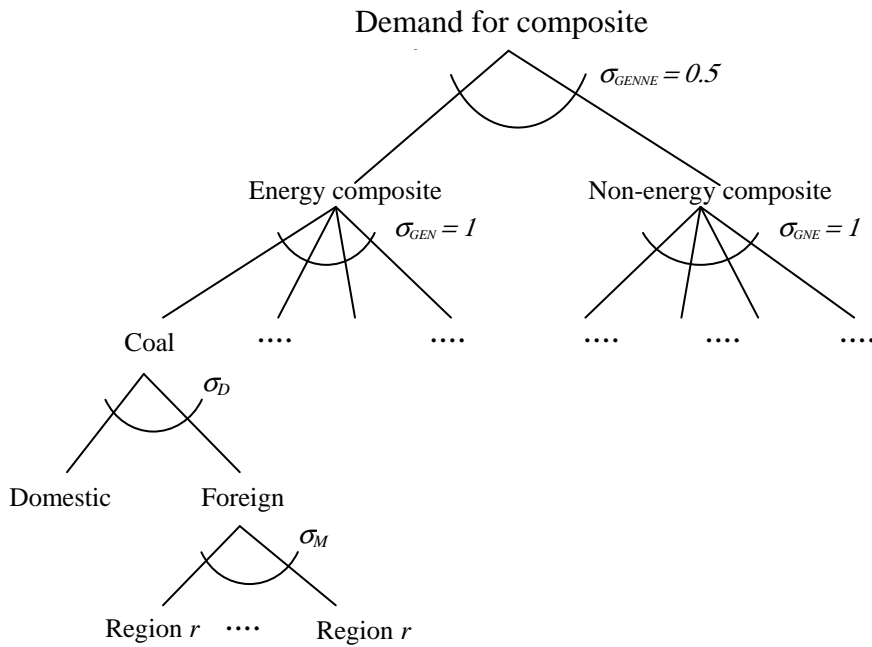 Demand for composite
σGENNE = 0.5
Energy composite
Non-energy composite
σGEN = 1
σGNE = 1
Coal
....
....
....
....
....
σD
Domestic
Foreign
σM
Region r
....
Region r